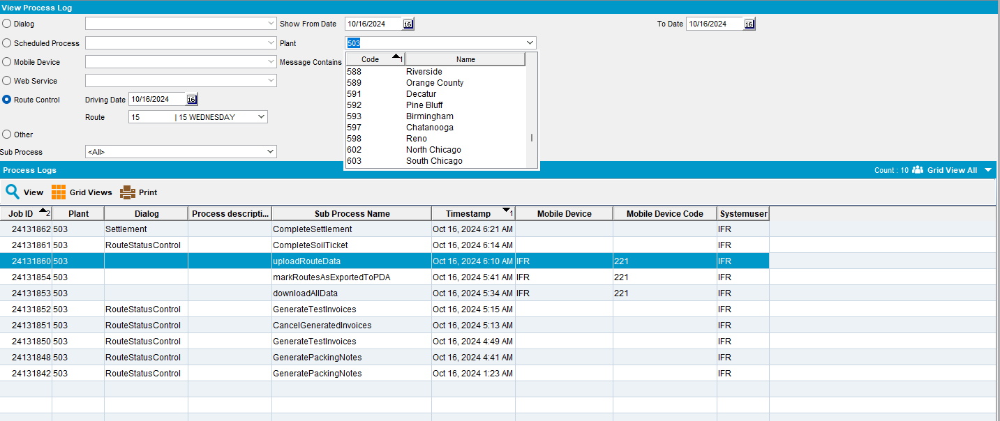 View Process Log
Dialog Show From Date 10/16/2024 16 To Date 10/16/2024 16
Scheduled Process Plant 503
Mobile Device Message Contains
Code 1 Name
588 Riverside
589 Orange County
591 Decatur
592 Pine Bluff
593 Birmingham
597 Chatanooga
598 Reno
602 North Chicago
603 South Chicago
Web Service
Route Control Driving Date 10/16/2024 16
Route 15 | 15 WEDNESDAY
Other
Sub Process <All>
Process Logs Count : 10 Grid View All
View Grid Views Print
Job ID 2 Plant Dialog Process descripti... Sub Process Name Timestamp 1 Mobile Device Mobile Device Code Systemuser
24131862 503 Settlement CompleteSettlement Oct 16, 2024 6:21 AM IFR
24131861 503 RouteStatusControl CompleteSoilTicket Oct 16, 2024 6:14 AM IFR
24131860 503 uploadRouteData Oct 16, 2024 6:10 AM IFR 221 IFR
24131854 503 markRoutesAsExportedToPDA Oct 16, 2024 5:41 AM IFR 221 IFR
24131853 503 downloadAllData Oct 16, 2024 5:34 AM IFR 221 IFR
24131852 503 RouteStatusControl GenerateTestInvoices Oct 16, 2024 5:15 AM IFR
24131851 503 RouteStatusControl CancelGeneratedInvoices Oct 16, 2024 5:13 AM IFR
24131850 503 RouteStatusControl GenerateTestInvoices Oct 16, 2024 4:49 AM IFR
24131848 503 RouteStatusControl GeneratePackingNotes Oct 16, 2024 4:41 AM IFR
24131842 503 RouteStatusControl GeneratePackingNotes Oct 16, 2024 1:23 AM IFR